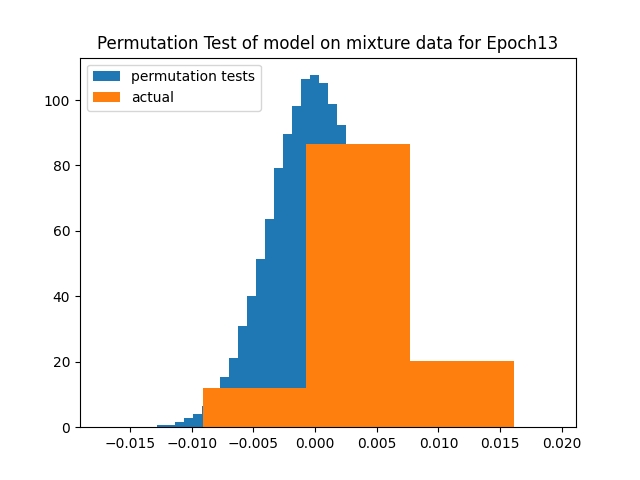 Permutation Test of model on mixture data for Epoch13
permutation tests
actual
100
80
60
40
20
0
−0.015 −0.010 −0.005 0.000 0.005 0.010 0.015 0.020